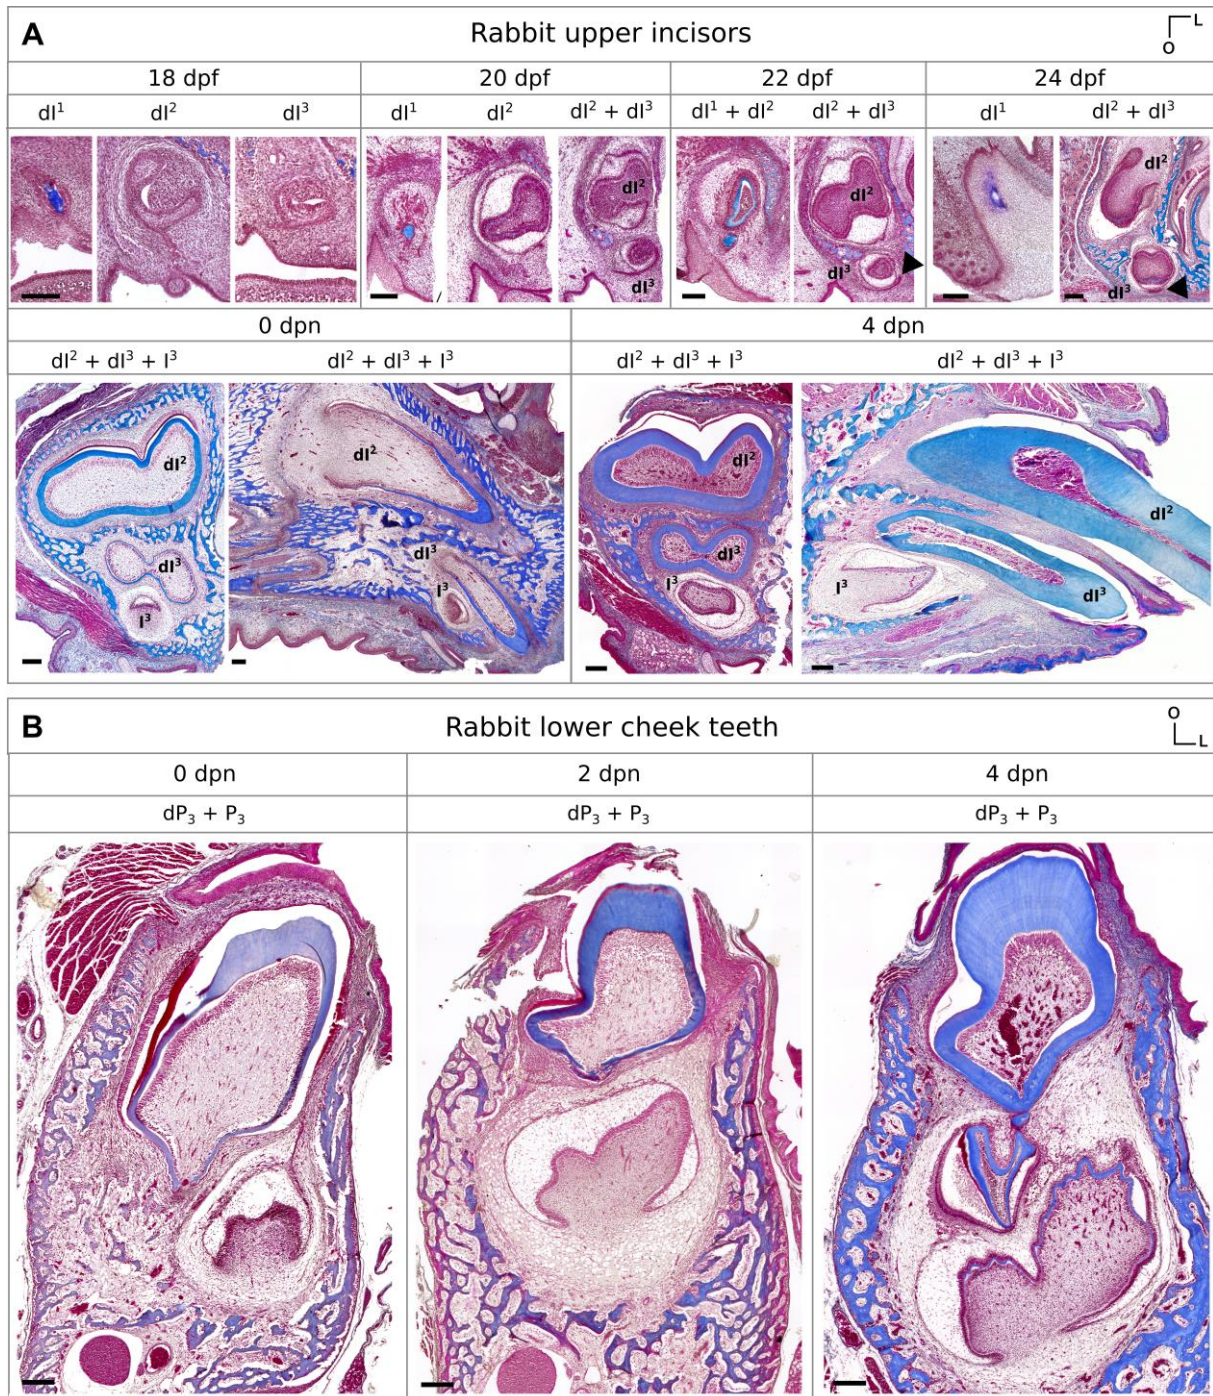 A Rabbit upper incisors L
O
18 dpf 20 dpf 22 dpf 24 dpf
dI¹ dI² dI³ dI¹ dI² dI² + dI³ dI¹ + dI² dI² + dI³ dI¹ dI² + dI³
dI² dI² dI²
dI³ dI³ dI³
0 dpn 4 dpn
dI² + dI³ + I³ dI² + dI³ + I³ dI² + dI³ + I³ dI² + dI³ + I³
dI² dI² dI² dI²
dI³ dI³ dI³ dI³
I³ I³ I³ I³
B Rabbit lower cheek teeth O
L
0 dpn 2 dpn 4 dpn
dP₃ + P₃ dP₃ + P₃ dP₃ + P₃